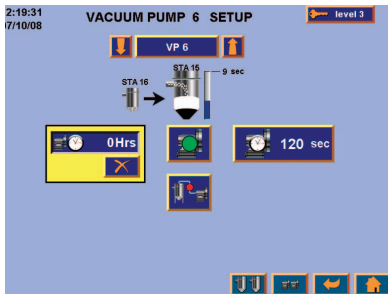 2:19:31
7/10/08
VACUUM PUMP 6 SETUP
level 3
VP 6
STA 15
9 sec
STA 16
0Hrs
120 sec